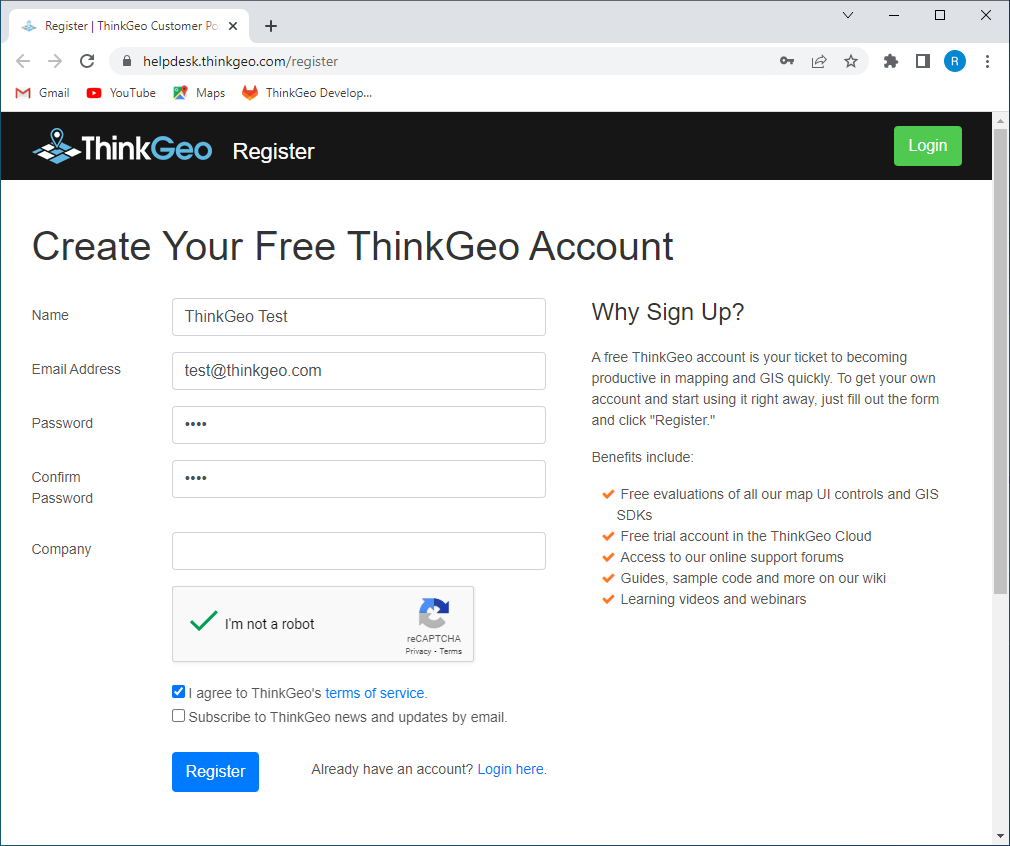 Register | ThinkGeo Customer Po
helpdesk.thinkgeo.com/register
R
Gmail
YouTube
Maps
ThinkGeo Develop...
ThinkGeo
Register
Login
Create Your Free ThinkGeo Account
Name
ThinkGeo Test
Email Address
test@thinkgeo.com
Password
••••
Confirm
Password
••••
Company
I'm not a robot
reCAPTCHA
Privacy - Terms
I agree to ThinkGeo's terms of service.
Subscribe to ThinkGeo news and updates by email.
Register
Already have an account? Login here.
Why Sign Up?
A free ThinkGeo account is your ticket to becoming
productive in mapping and GIS quickly. To get your own
account and start using it right away, just fill out the form
and click "Register."
Benefits include:
Free evaluations of all our map UI controls and GIS
SDKs
Free trial account in the ThinkGeo Cloud
Access to our online support forums
Guides, sample code and more on our wiki
Learning videos and webinars